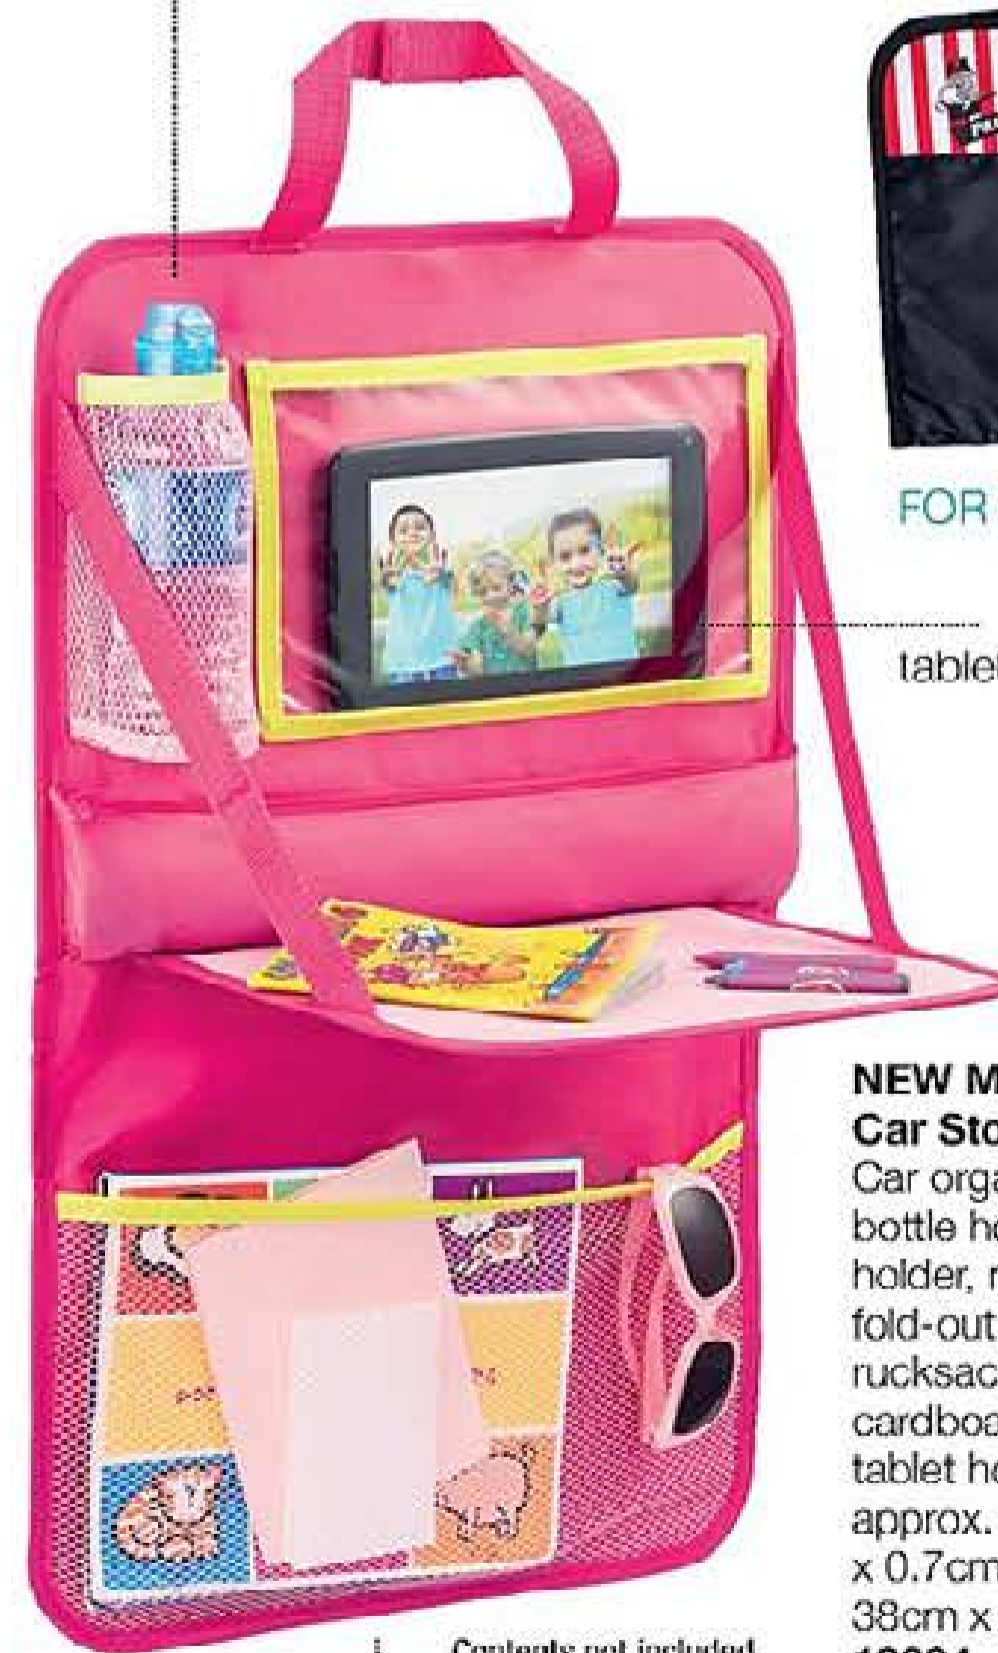 FOR
tablet
NEW M
Car Sto
Car orga
bottle ho
holder, r
fold-out
rucksac
cardboa
tablet ho
approx.
x 0.7cm
38cm x
Contents not included